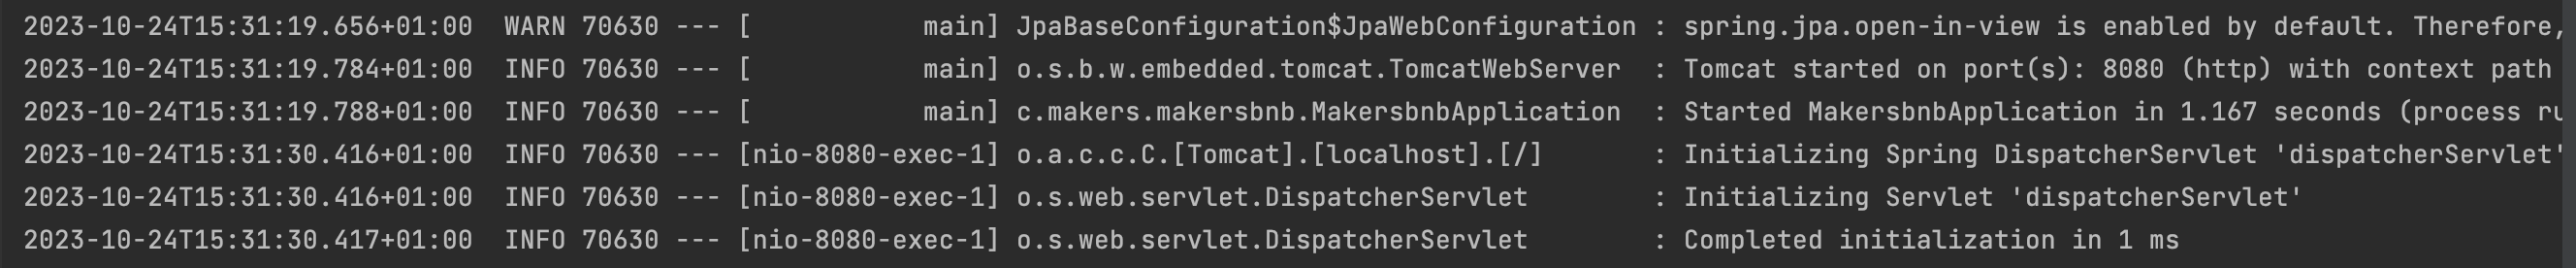 2023-10-24T15:31:19.656+01:00  WARN 70630 --- [           main] JpaBaseConfiguration$JpaWebConfiguration : spring.jpa.open-in-view is enabled by default. Therefore,
2023-10-24T15:31:19.784+01:00  INFO 70630 --- [           main] o.s.b.w.embedded.tomcat.TomcatWebServer  : Tomcat started on port(s): 8080 (http) with context path
2023-10-24T15:31:19.788+01:00  INFO 70630 --- [           main] c.makers.makersbnb.MakersbnbApplication  : Started MakersbnbApplication in 1.167 seconds (process ru
2023-10-24T15:31:30.416+01:00  INFO 70630 --- [nio-8080-exec-1] o.a.c.c.C.[Tomcat].[localhost].[/]       : Initializing Spring DispatcherServlet 'dispatcherServlet'
2023-10-24T15:31:30.416+01:00  INFO 70630 --- [nio-8080-exec-1] o.s.web.servlet.DispatcherServlet        : Initializing Servlet 'dispatcherServlet'
2023-10-24T15:31:30.417+01:00  INFO 70630 --- [nio-8080-exec-1] o.s.web.servlet.DispatcherServlet        : Completed initialization in 1 ms